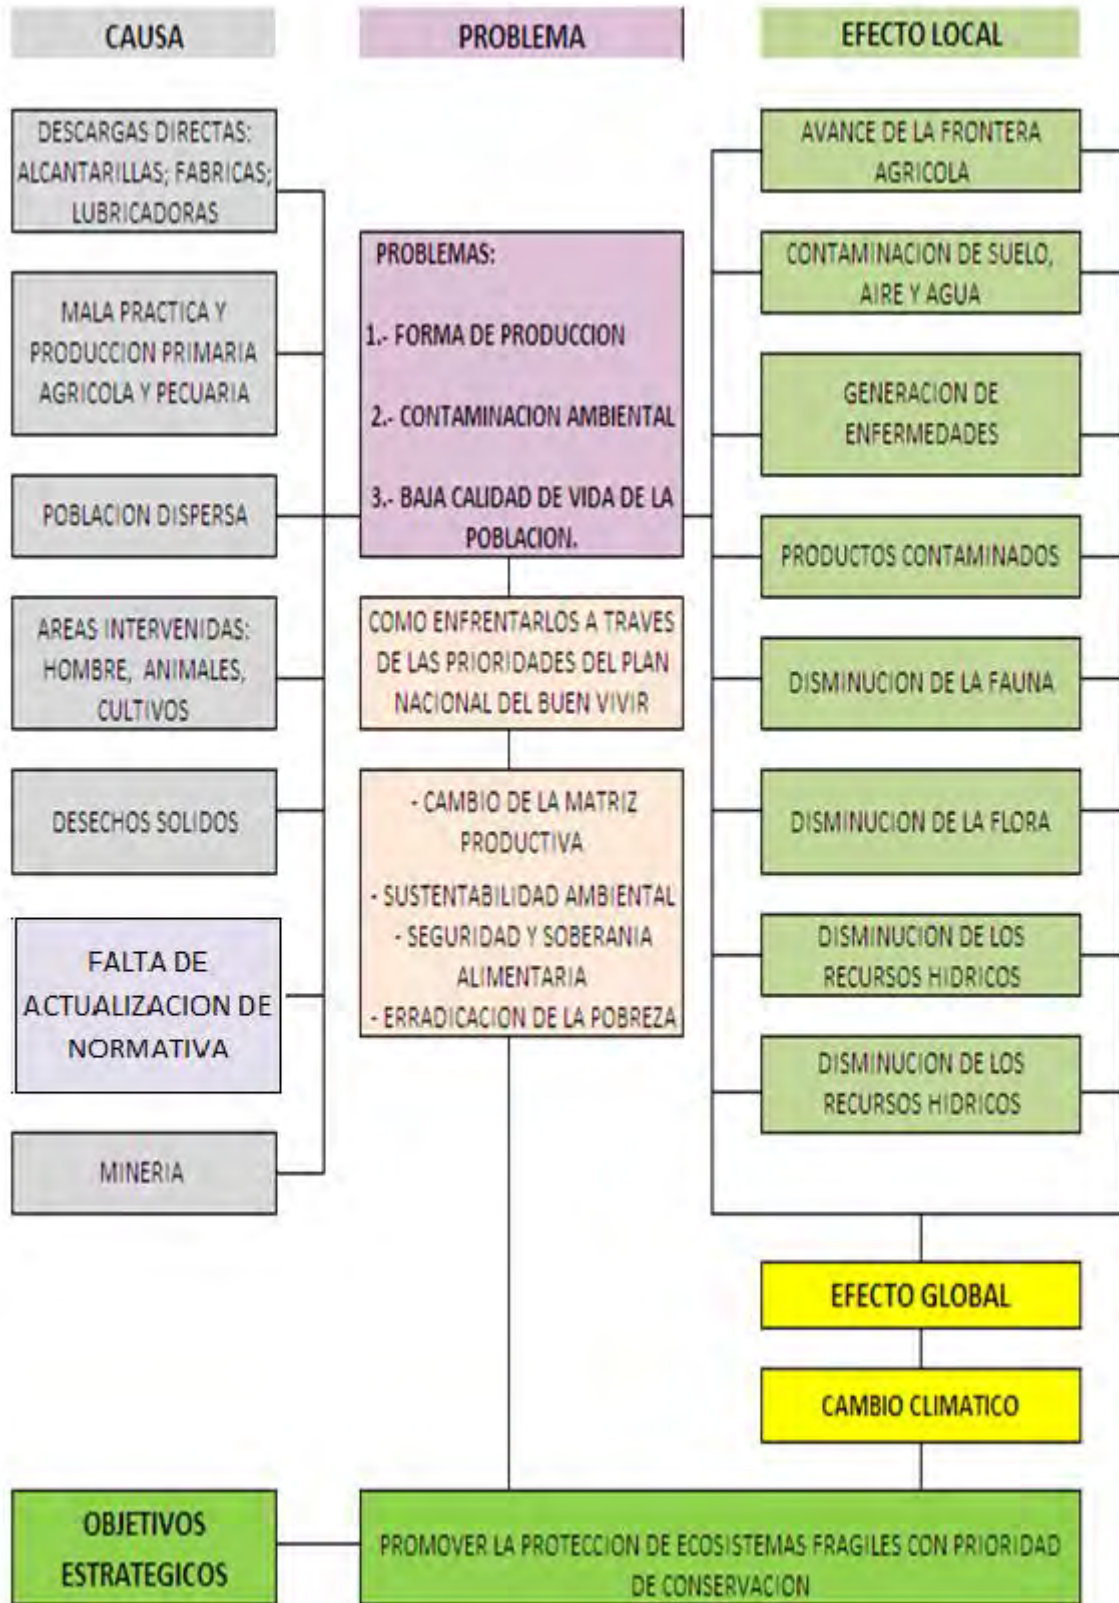 CAUSA
PROBLEMA
EFECTO LOCAL
DESCARGAS DIRECTAS:
ALCANTARILLAS; FABRICAS;
LUBRICADORAS
MALA PRACTICA Y
PRODUCCION PRIMARIA
AGRICOLA Y PECUARIA
POBLACION DISPERSA
AREAS INTERVENIDAS:
HOMBRE, ANIMALES,
CULTIVOS
DESECHOS SOLIDOS
FALTA DE
ACTUALIZACION DE
NORMATIVA
MINERIA
PROBLEMAS:
1.- FORMA DE PRODUCCION
2.- CONTAMINACION AMBIENTAL
3.- BAJA CALIDAD DE VIDA DE LA
POBLACION.
COMO ENFRENTARLOS A TRAVES
DE LAS PRIORIDADES DEL PLAN
NACIONAL DEL BUEN VIVIR
- CAMBIO DE LA MATRIZ
PRODUCTIVA
- SUSTENTABILIDAD AMBIENTAL
- SEGURIDAD Y SOBERANIA
ALIMENTARIA
- ERRADICACION DE LA POBREZA
AVANCE DE LA FRONTERA
AGRICOLA
CONTAMINACION DE SUELO,
AIRE Y AGUA
GENERACION DE
ENFERMEDADES
PRODUCTOS CONTAMINADOS
DISMINUCION DE LA FAUNA
DISMINUCION DE LA FLORA
DISMINUCION DE LOS
RECURSOS HIDRICOS
DISMINUCION DE LOS
RECURSOS HIDRICOS
EFECTO GLOBAL
CAMBIO CLIMATICO
OBJETIVOS
ESTRATEGICOS
PROMOVER LA PROTECCION DE ECOSISTEMAS FRAGILES CON PRIORIDAD
DE CONSERVACION